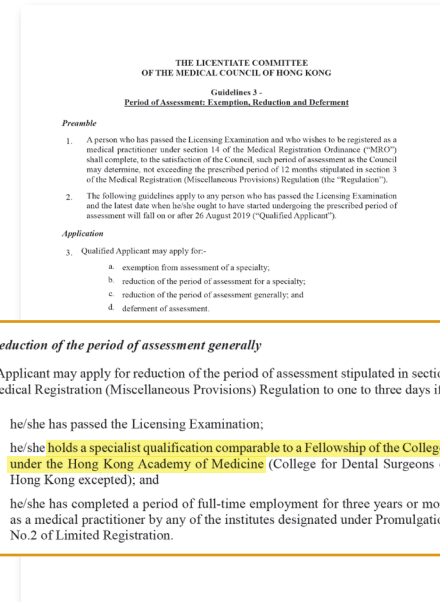 THE LICENTIATE COMMITTEE
OF THE MEDICAL COUNCIL OF HONG KONG
Guidelines 3 -
Period of Assessment: Exemption, Reduction and Deferment
Preamble
1. A person who has passed the Licensing Examination and who wishes to be registered as a
medical practitioner under section 14 of the Medical Registration Ordinance (“MRO”)
shall complete, to the satisfaction of the Council, such period of assessment as the Council
may determine, not exceeding the prescribed period of 12 months stipulated in section 3
of the Medical Registration (Miscellaneous Provisions) Regulation (the “Regulation”).
2. The following guidelines apply to any person who has passed the Licensing Examination
and the latest date when he/she ought to have started undergoing the prescribed period of
assessment will fall on or after 26 August 2019 (“Qualified Applicant”).
Application
3. Qualified Applicant may apply for:-
a. exemption from assessment of a specialty;
b. reduction of the period of assessment for a specialty;
c. reduction of the period of assessment generally; and
d. deferment of assessment.
eduction of the period of assessment generally
Applicant may apply for reduction of the period of assessment stipulated in sectio
edical Registration (Miscellaneous Provisions) Regulation to one to three days if
he/she has passed the Licensing Examination;
he/she holds a specialist qualification comparable to a Fellowship of the College
under the Hong Kong Academy of Medicine (College for Dental Surgeons o
Hong Kong excepted); and
he/she has completed a period of full-time employment for three years or mo
as a medical practitioner by any of the institutes designated under Promulgatio
No.2 of Limited Registration.